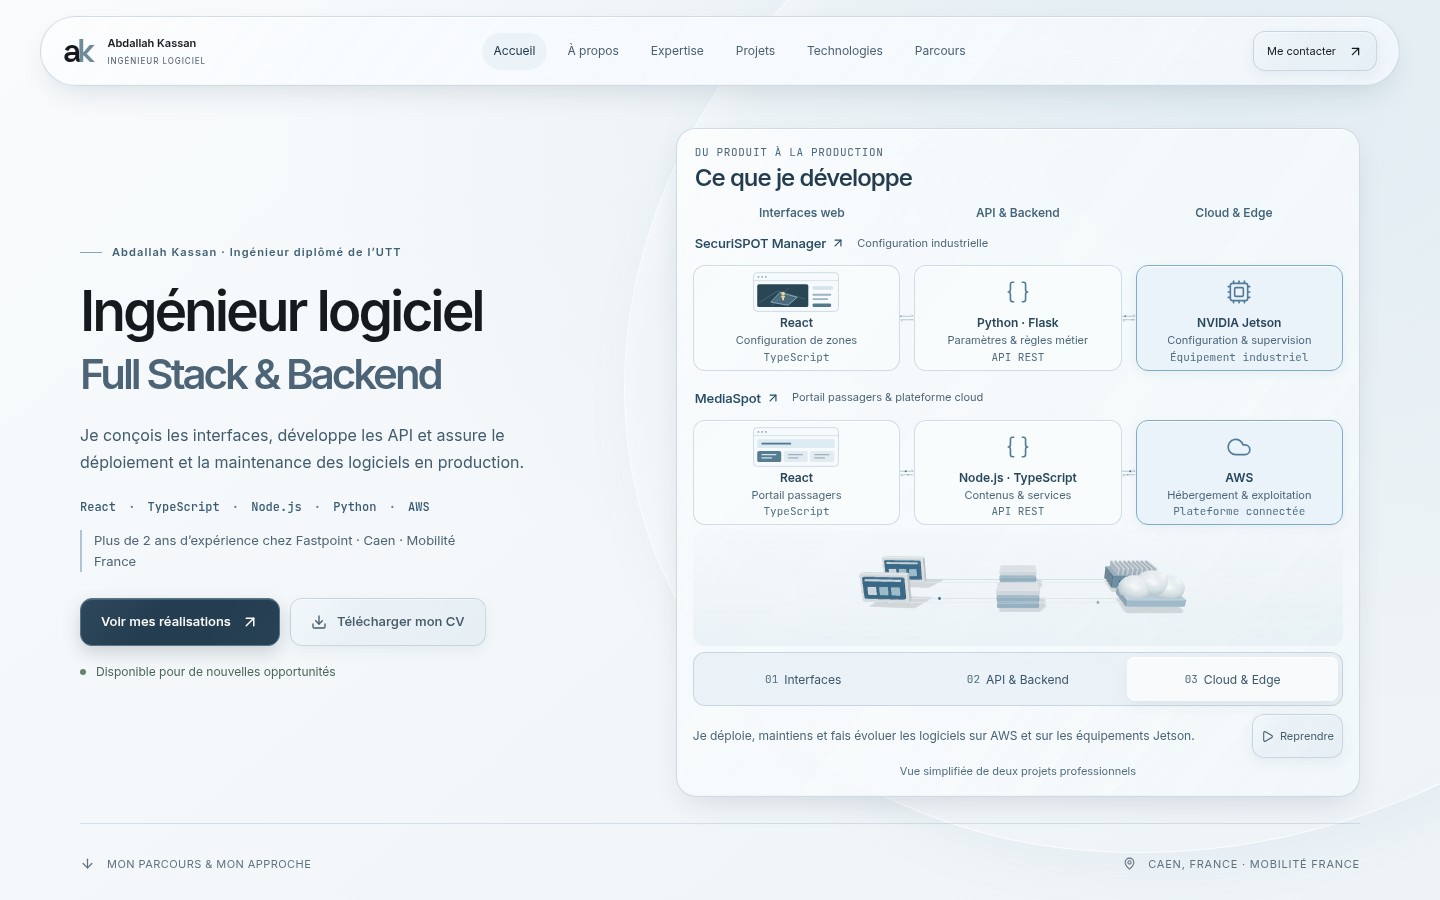 ak
Abdallah Kassan
INGÉNIEUR LOGICIEL
Accueil
À propos
Expertise
Projets
Technologies
Parcours
Me contacter
Abdallah Kassan · Ingénieur diplômé de l’UTT
Ingénieur logiciel
Full Stack & Backend
Je conçois les interfaces, développe les API et assure le
déploiement et la maintenance des logiciels en production.
React · TypeScript · Node.js · Python · AWS
Plus de 2 ans d’expérience chez Fastpoint · Caen · Mobilité
France
Voir mes réalisations
Télécharger mon CV
Disponible pour de nouvelles opportunités
DU PRODUIT À LA PRODUCTION
Ce que je développe
Interfaces web
API & Backend
Cloud & Edge
SecuriSPOT Manager
Configuration industrielle
React
Configuration de zones
TypeScript
{ }
Python · Flask
Paramètres & règles métier
API REST
NVIDIA Jetson
Configuration & supervision
Équipement industriel
MediaSpot
Portail passagers & plateforme cloud
React
Portail passagers
TypeScript
{ }
Node.js · TypeScript
Contenus & services
API REST
AWS
Hébergement & exploitation
Plateforme connectée
01 Interfaces
02 API & Backend
03 Cloud & Edge
Je déploie, maintiens et fais évoluer les logiciels sur AWS et sur les équipements Jetson.
Reprendre
Vue simplifiée de deux projets professionnels
MON PARCOURS & MON APPROCHE
CAEN, FRANCE · MOBILITÉ FRANCE